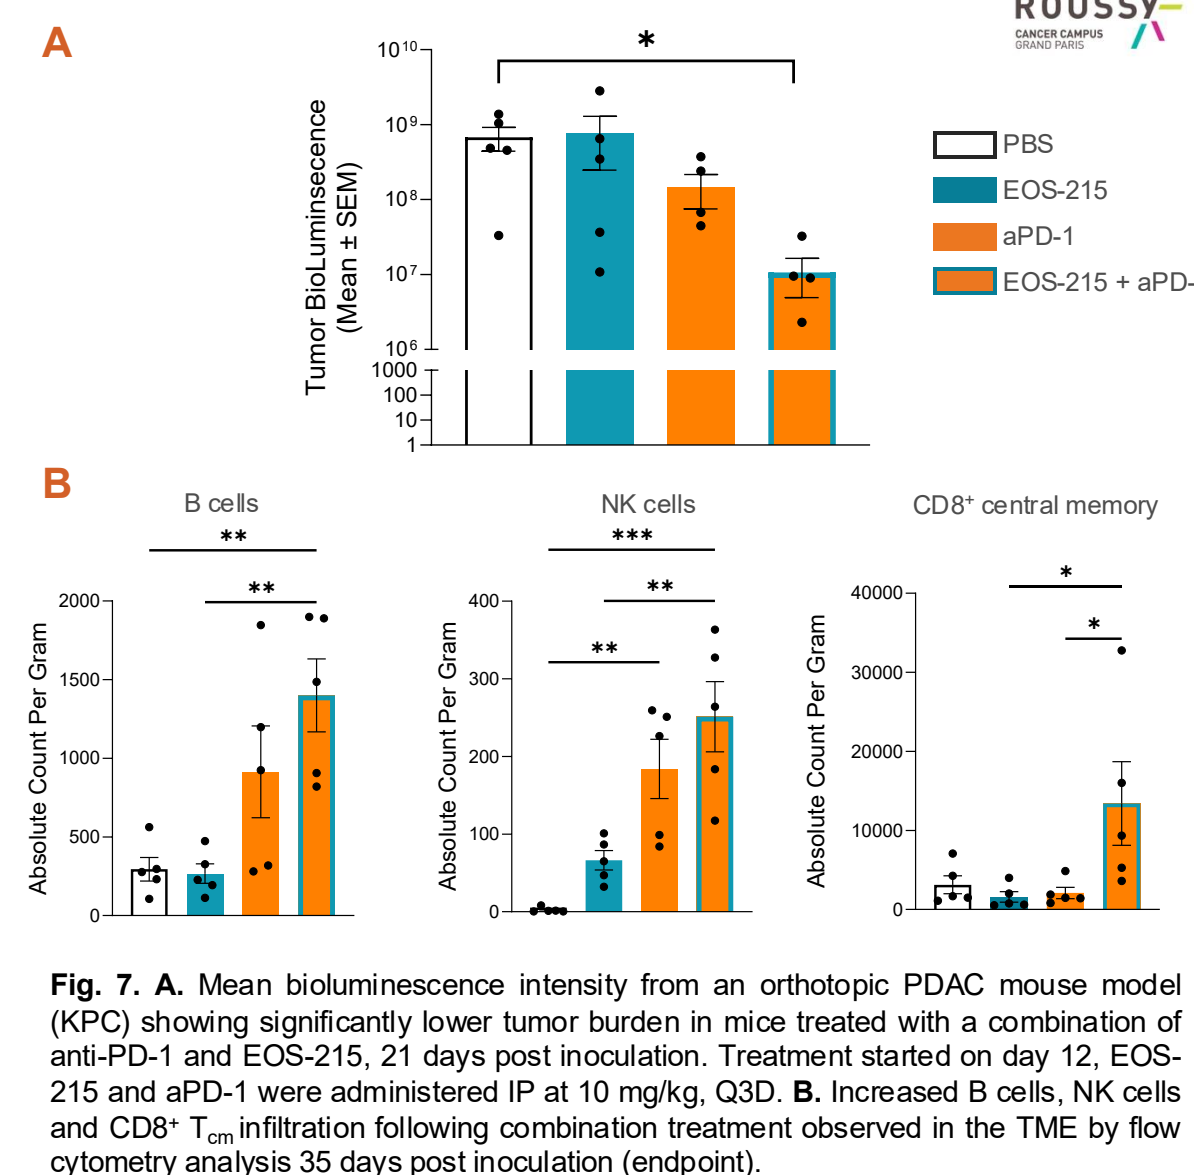 ROUSSY
CANCER CAMPUS
GRAND PARIS
A
*
Tumor BioLuminsecence
(Mean ± SEM)
10¹⁰
10⁹
10⁸
10⁷
10⁶
1000
100
10
1
PBS
EOS-215
aPD-1
EOS-215 + aPD-
B
B cells
**
**
Absolute Count Per Gram
2000
1500
1000
500
0
NK cells
***
**
**
Absolute Count Per Gram
400
300
200
100
0
CD8⁺ central memory
*
*
Absolute Count Per Gram
40000
30000
20000
10000
0
Fig. 7. A. Mean bioluminescence intensity from an orthotopic PDAC mouse model
(KPC) showing significantly lower tumor burden in mice treated with a combination of
anti-PD-1 and EOS-215, 21 days post inoculation. Treatment started on day 12, EOS-
215 and aPD-1 were administered IP at 10 mg/kg, Q3D. B. Increased B cells, NK cells
and CD8⁺ Tcm infiltration following combination treatment observed in the TME by flow
cytometry analysis 35 days post inoculation (endpoint).